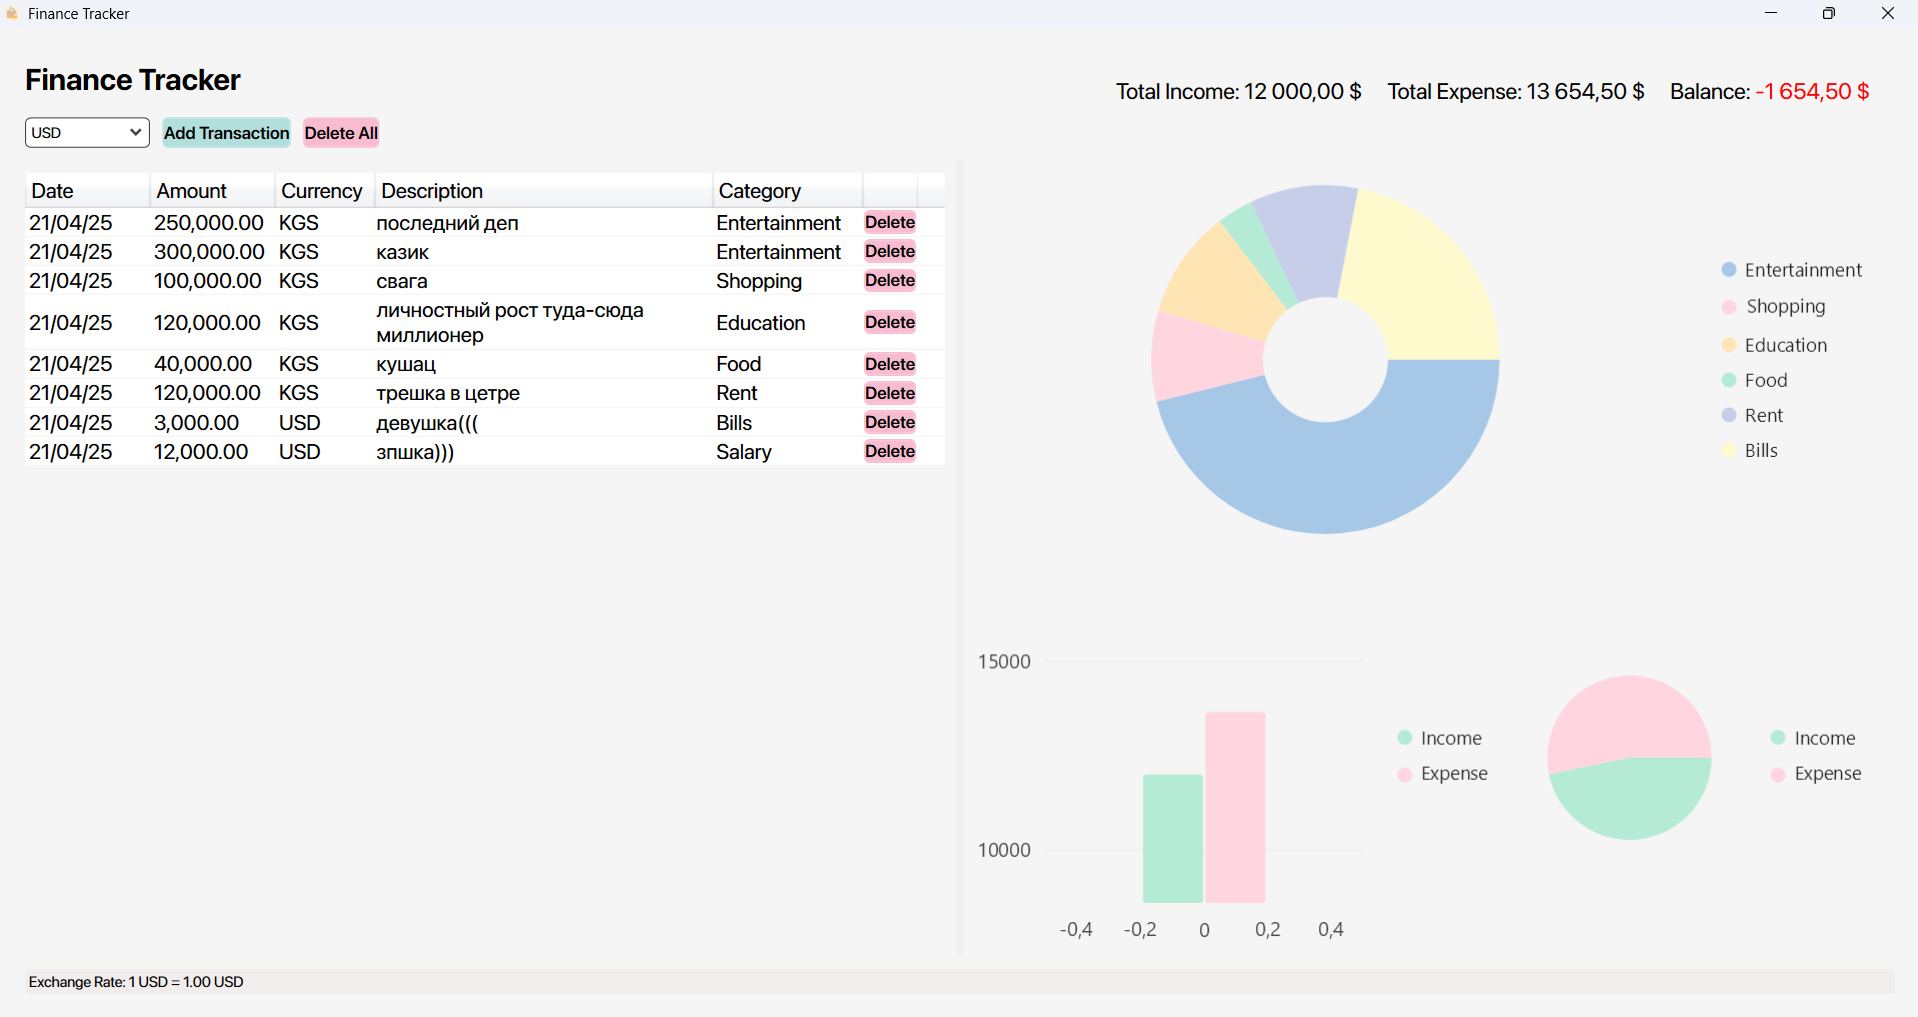 Finance Tracker
Finance Tracker
Total Income: 12 000,00 $ Total Expense: 13 654,50 $ Balance: -1 654,50 $
USD Add Transaction Delete All
Date Amount Currency Description Category
21/04/25 250,000.00 KGS последний деп Entertainment Delete
21/04/25 300,000.00 KGS казик Entertainment Delete
21/04/25 100,000.00 KGS свага Shopping Delete
21/04/25 120,000.00 KGS личностный рост туда-сюда
миллионер Education Delete
21/04/25 40,000.00 KGS кушац Food Delete
21/04/25 120,000.00 KGS трешка в цетре Rent Delete
21/04/25 3,000.00 USD девушка((( Bills Delete
21/04/25 12,000.00 USD зпшка))) Salary Delete
Entertainment
Shopping
Education
Food
Rent
Bills
15000
10000
-0,4 -0,2 0 0,2 0,4
Income
Expense
Income
Expense
Exchange Rate: 1 USD = 1.00 USD